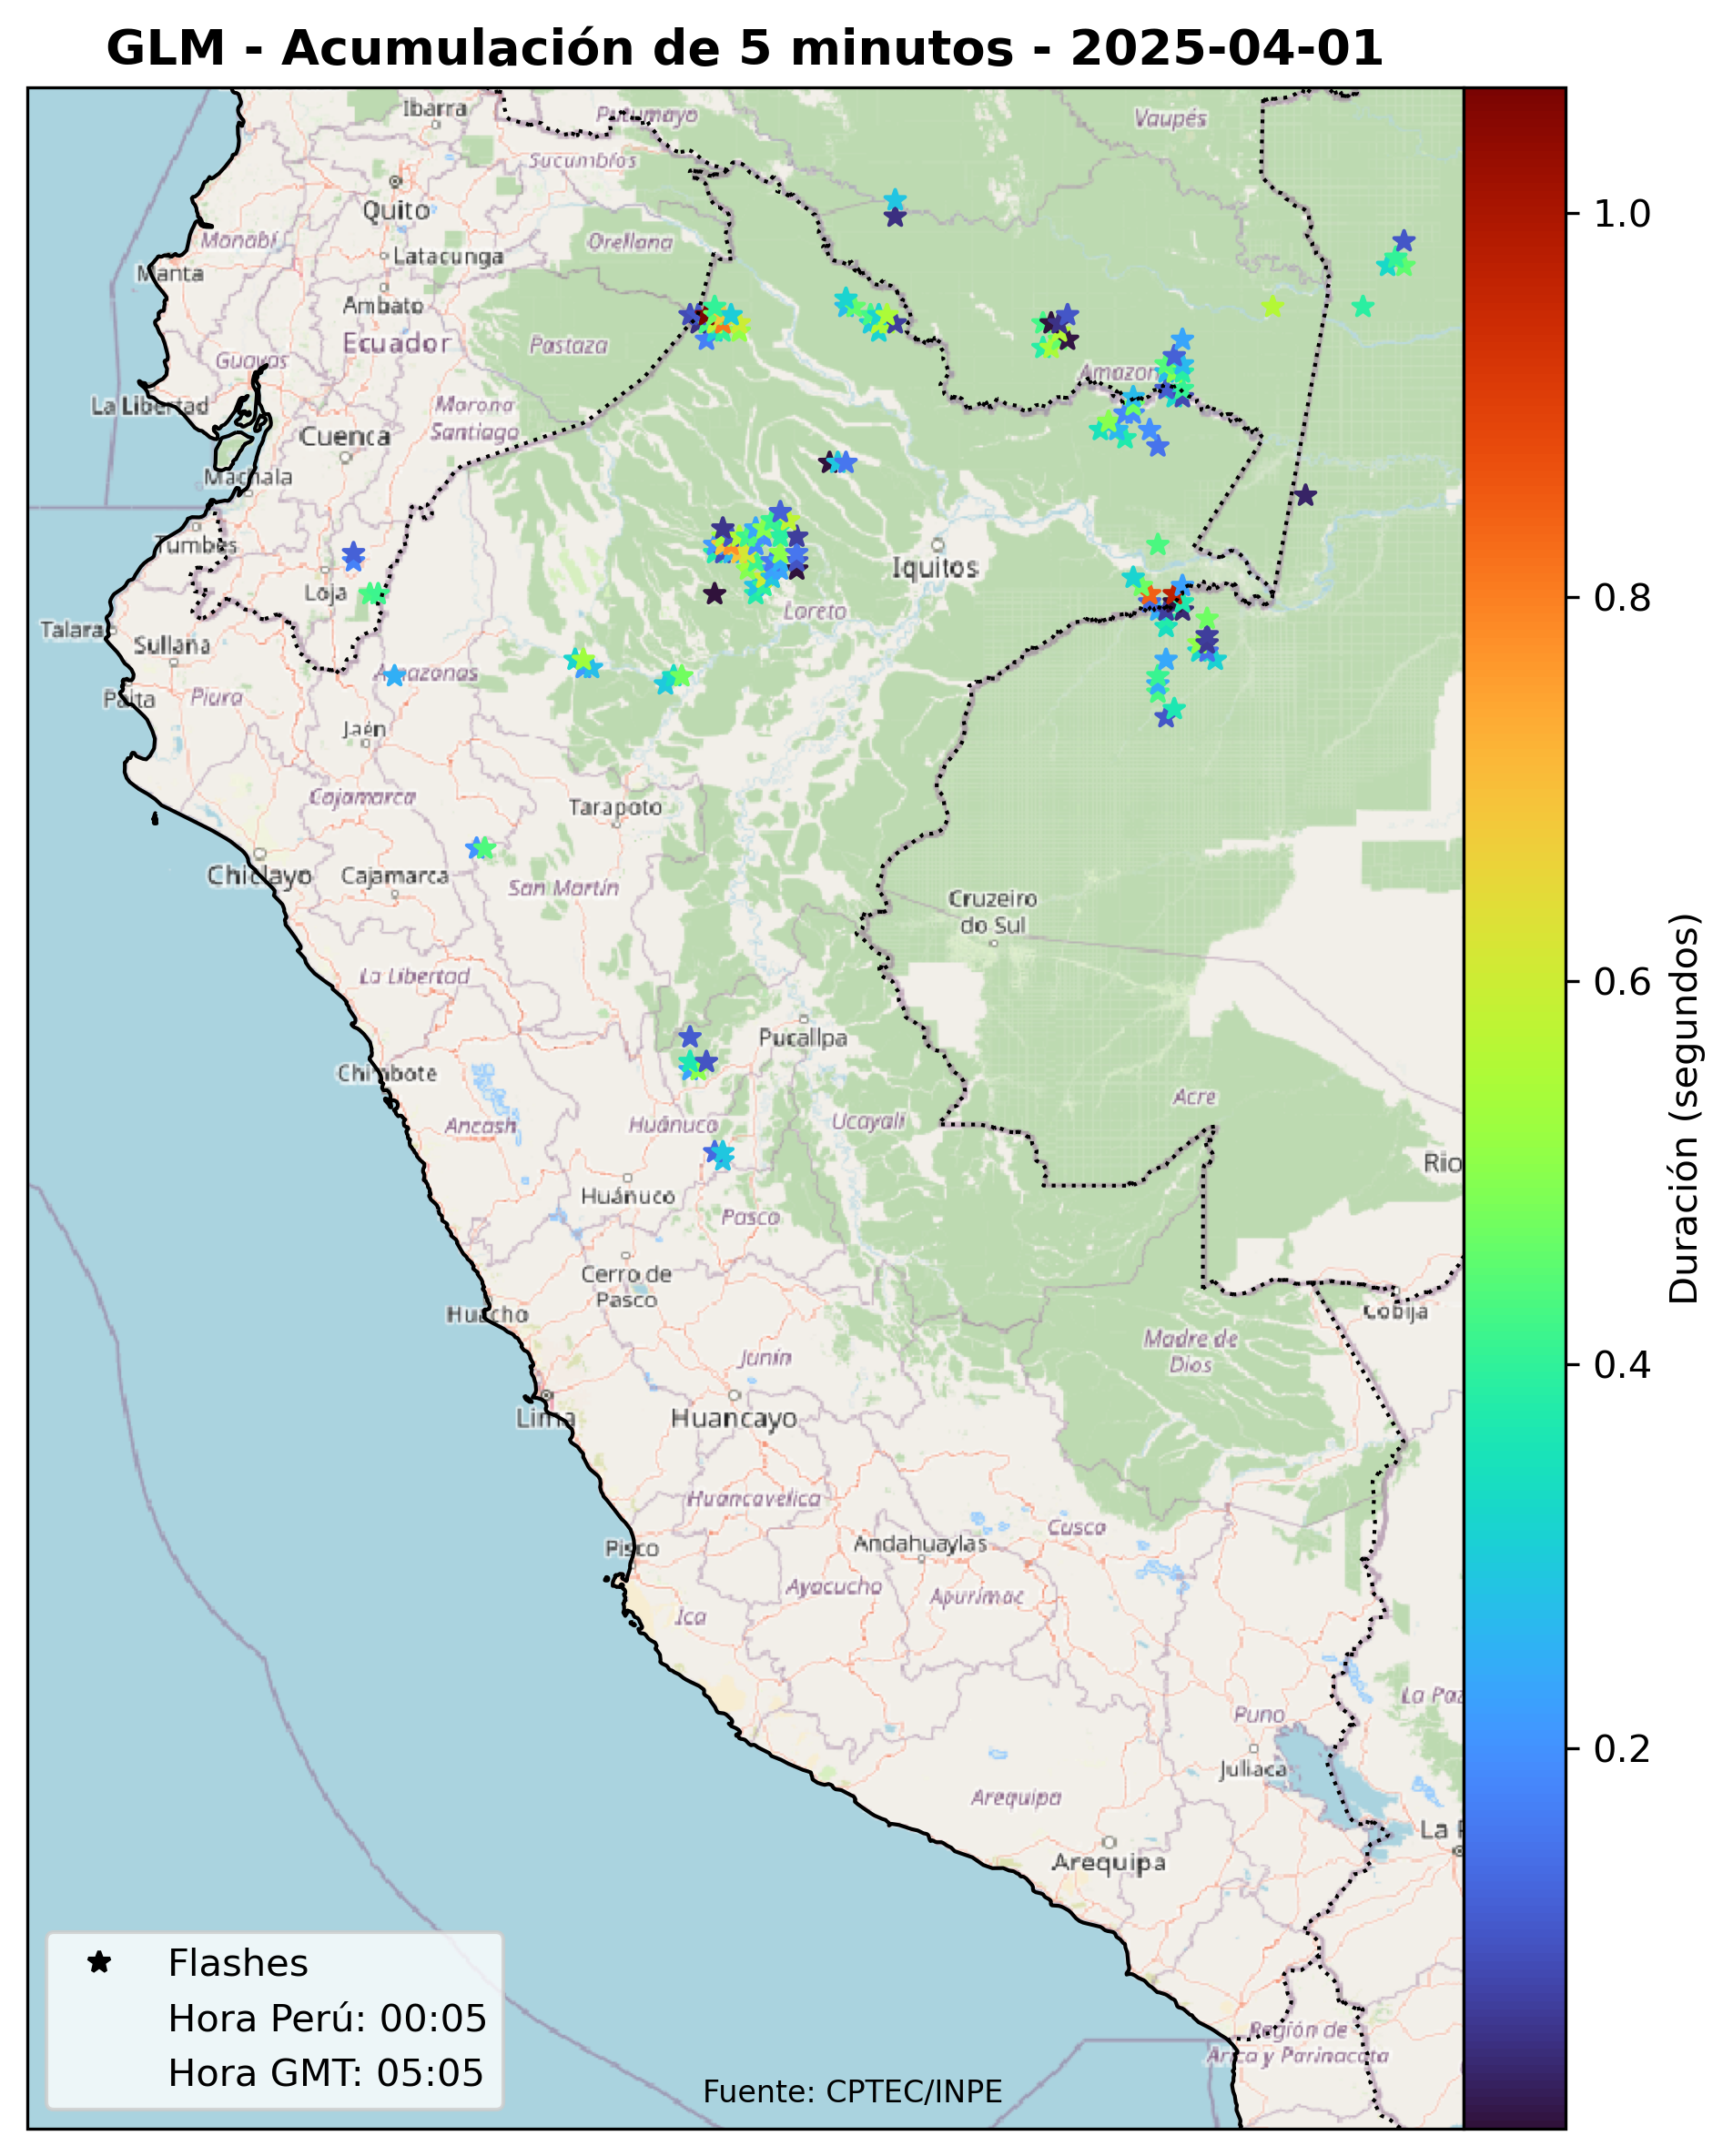 GLM - Acumulación de 5 minutos - 2025-04-01
Ibarra
Putumayo
Vaupés
Sucumbíos
Quito
Manabí
Orellana
Latacunga
Manta
Ambato
Ecuador
Pastaza
Guayas
Amazon
La Libertad
Morona
Santiago
Cuenca
Machala
Tumbes
Iquitos
Loja
Loreto
Talara
Sullana
Amazonas
Paita
Piura
Jaén
Cajamarca
Tarapoto
Chiclayo
Cajamarca
San Martín
Cruzeiro
do Sul
La Libertad
Pucallpa
Chimbote
Acre
Ancash
Huánuco
Ucayali
Rio
Huánuco
Pasco
Cerro de
Pasco
Huacho
Cobija
Madre de
Dios
Junín
Lima
Huancayo
Huancavelica
Cusco
Pisco
Andahuaylas
Ayacucho
Apurímac
Ica
La Paz
Puno
Juliaca
Arequipa
La P
Arequipa
Región de
Arica y Parinacota
Flashes
Hora Perú: 00:05
Hora GMT: 05:05
Fuente: CPTEC/INPE
1.0
0.8
0.6
0.4
0.2
Duración (segundos)